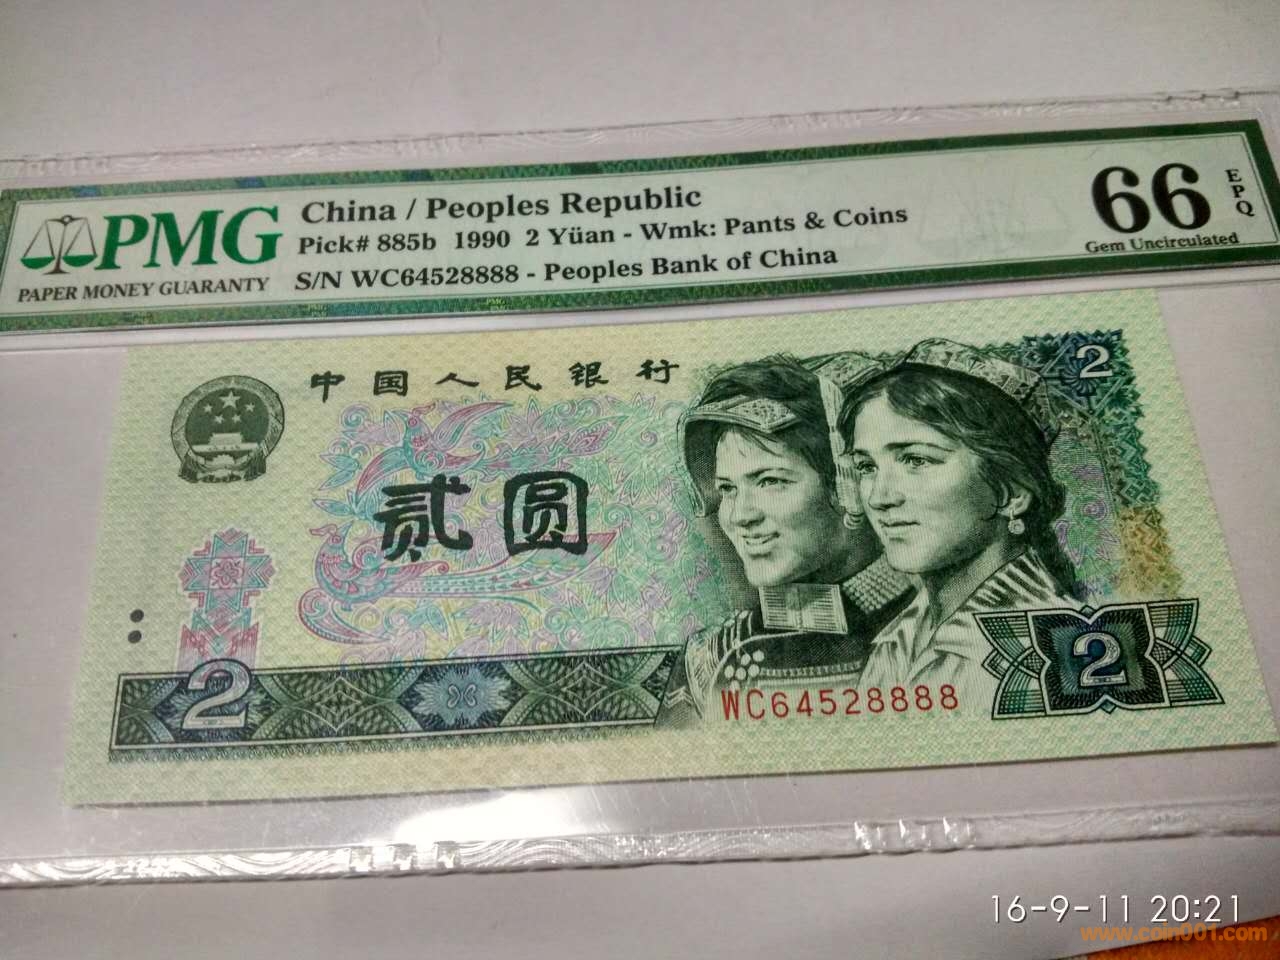 PMG
PAPER MONEY GUARANTY
China / Peoples Republic
Pick# 885b 1990 2 Yüan - Wmk: Pants & Coins
S/N WC64528888 - Peoples Bank of China
66
EPQ
Gem Uncirculated
中国人民银行
2
贰圆
2
2
WC64528888
16-9-11 20:21
www.coin001.com